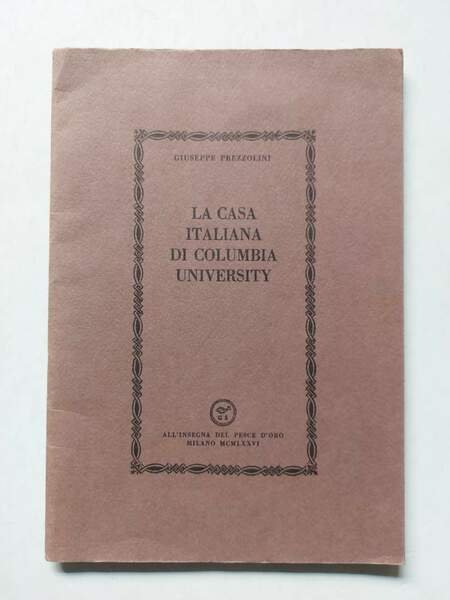 GIUSEPPE PREZZOLINI
LA CASA
ITALIANA
DI COLUMBIA
UNIVERSITY
ALL'INSEGNA DEL PESCE D'ORO
MILANO MCMLXXVI